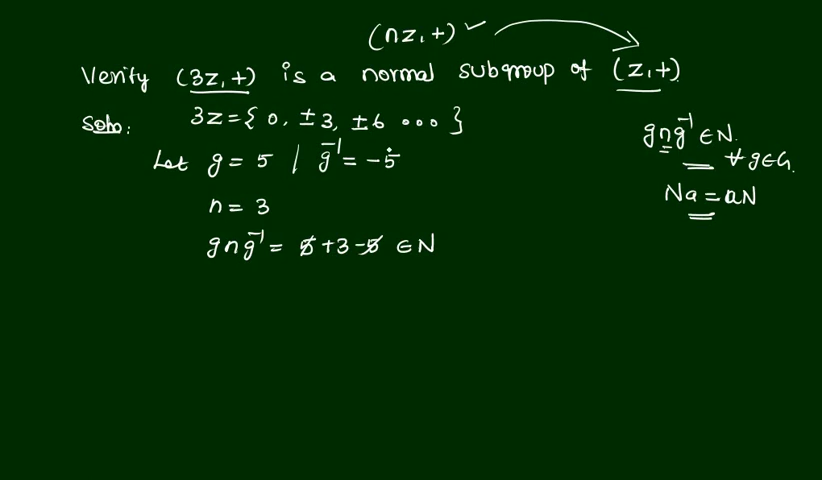 (nz, +) ✓
Verify (3z, +) is a normal subgroup of (z, +)
Soln: 3z = { 0, ±3, ±6 ∘∘∘ }
Let g = 5 | g⁻¹ = -5
n = 3
gng⁻¹ = 5 + 3 - 5 ∈ N
gng⁻¹ ∈ N
∀ g ∈ G.
Na = aN